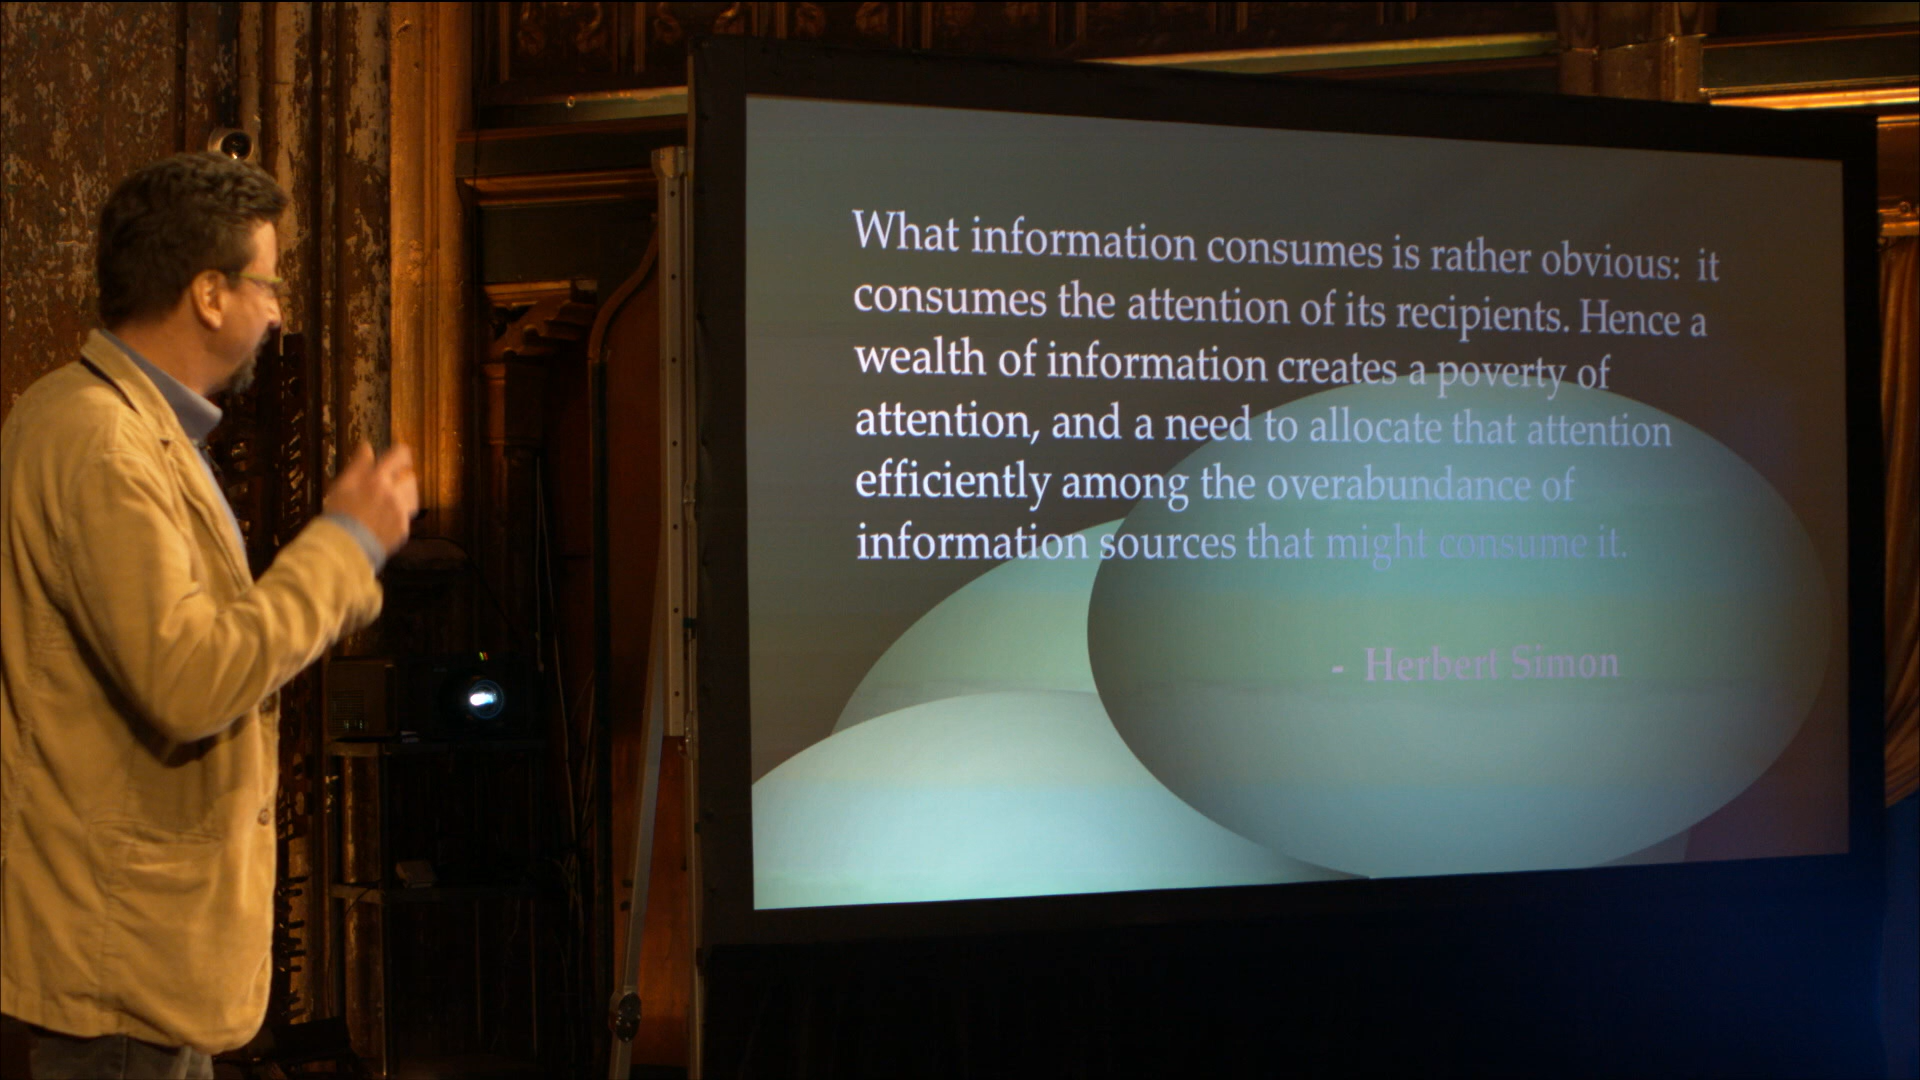 What information consumes is rather obvious: it
consumes the attention of its recipients. Hence a
wealth of information creates a poverty of
attention, and a need to allocate that attention
efficiently among the overabundance of
information sources that might consume it.
- Herbert Simon